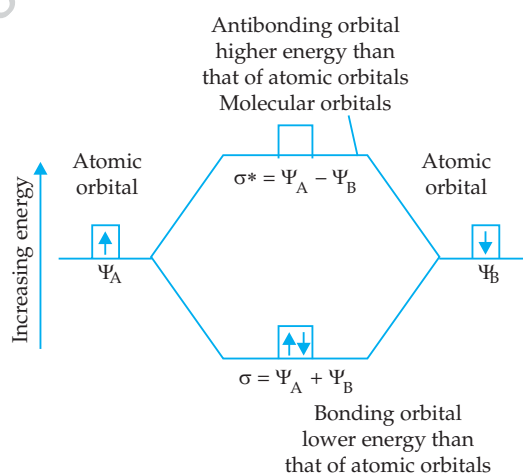 Antibonding orbital
higher energy than
that of atomic orbitals
Molecular orbitals
Increasing energy
Atomic
orbital
Ψ_A
σ* = Ψ_A − Ψ_B
Atomic
orbital
Ψ_B
σ = Ψ_A + Ψ_B
Bonding orbital
lower energy than
that of atomic orbitals